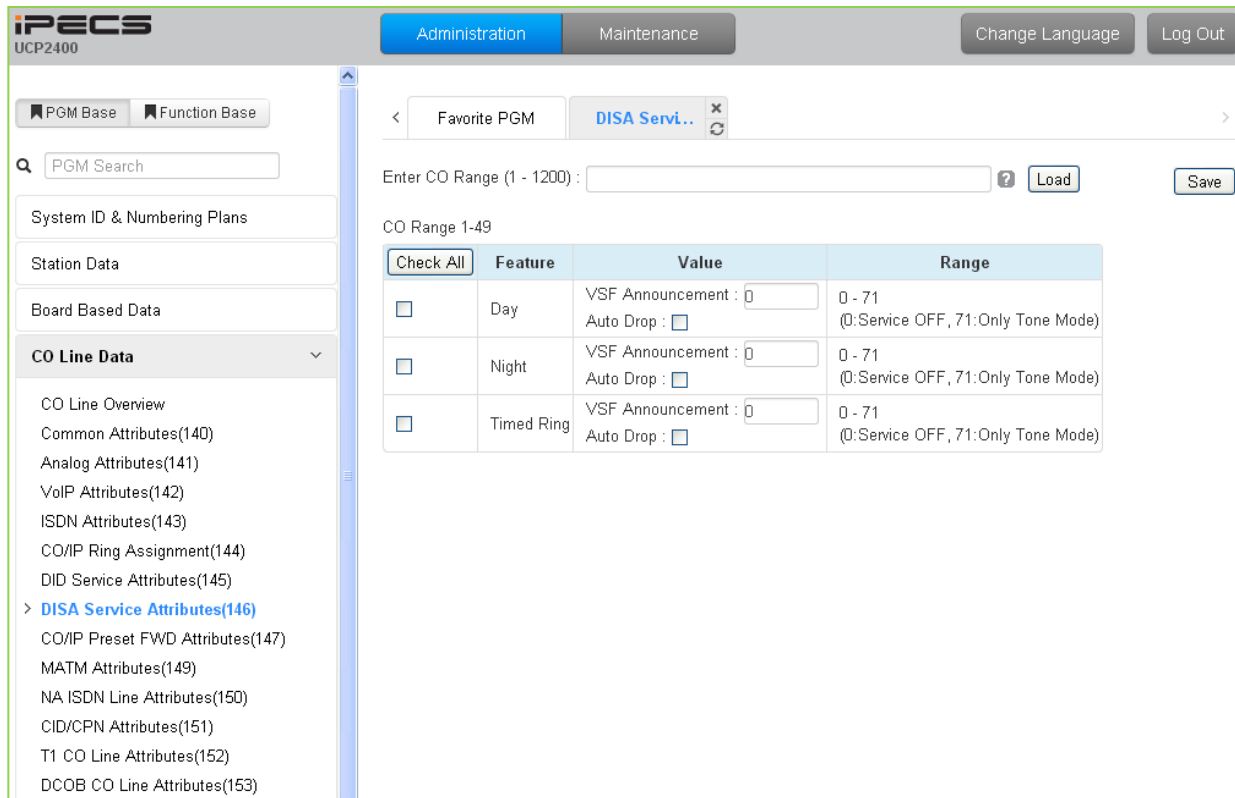 iPECS
UCP2400
Administration
Maintenance
Change Language
Log Out
PGM Base
Function Base
PGM Search
System ID & Numbering Plans
Station Data
Board Based Data
CO Line Data
CO Line Overview
Common Attributes(140)
Analog Attributes(141)
VoIP Attributes(142)
ISDN Attributes(143)
CO/IP Ring Assignment(144)
DID Service Attributes(145)
> DISA Service Attributes(146)
CO/IP Preset FWD Attributes(147)
MATM Attributes(149)
NA ISDN Line Attributes(150)
CID/CPN Attributes(151)
T1 CO Line Attributes(152)
DCOB CO Line Attributes(153)
< Favorite PGM
DISA Servi...
>
Enter CO Range (1 - 1200) :
? Load
Save
CO Range 1-49
Check All Feature Value Range
Day
VSF Announcement : 0
Auto Drop :
0 - 71
(0:Service OFF, 71:Only Tone Mode)
Night
VSF Announcement : 0
Auto Drop :
0 - 71
(0:Service OFF, 71:Only Tone Mode)
Timed Ring
VSF Announcement : 0
Auto Drop :
0 - 71
(0:Service OFF, 71:Only Tone Mode)